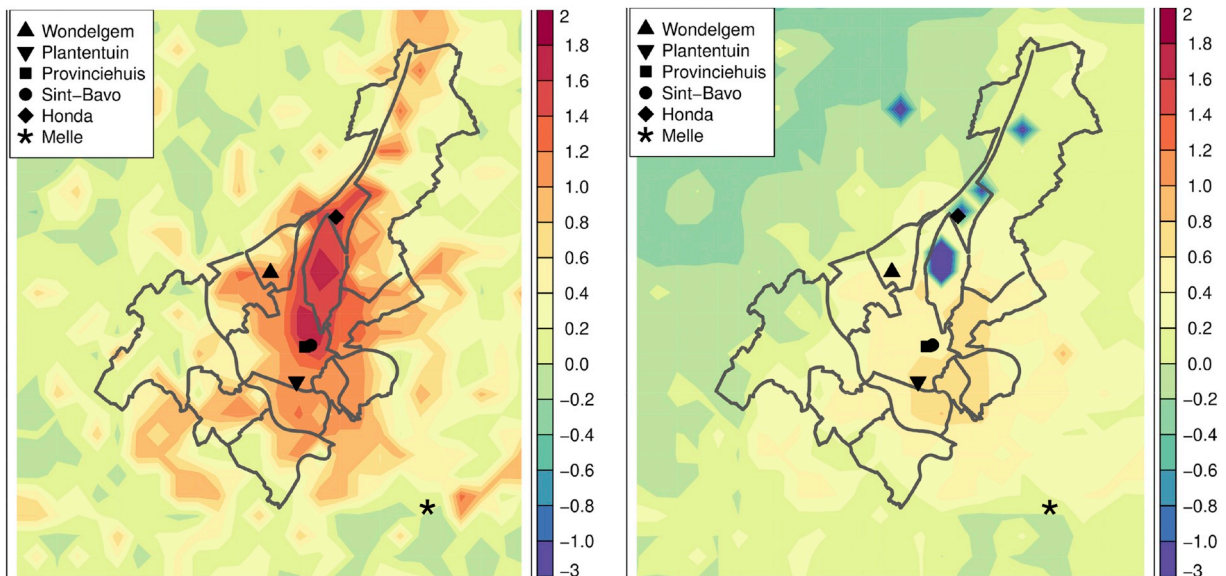 Wondelgem
Plantentuin
Provinciehuis
Sint−Bavo
Honda
Melle
2
1.8
1.6
1.4
1.2
1.0
0.8
0.6
0.4
0.2
0.0
−0.2
−0.4
−0.6
−0.8
−1.0
−3
Wondelgem
Plantentuin
Provinciehuis
Sint−Bavo
Honda
Melle
2
1.8
1.6
1.4
1.2
1.0
0.8
0.6
0.4
0.2
0.0
−0.2
−0.4
−0.6
−0.8
−1.0
−3